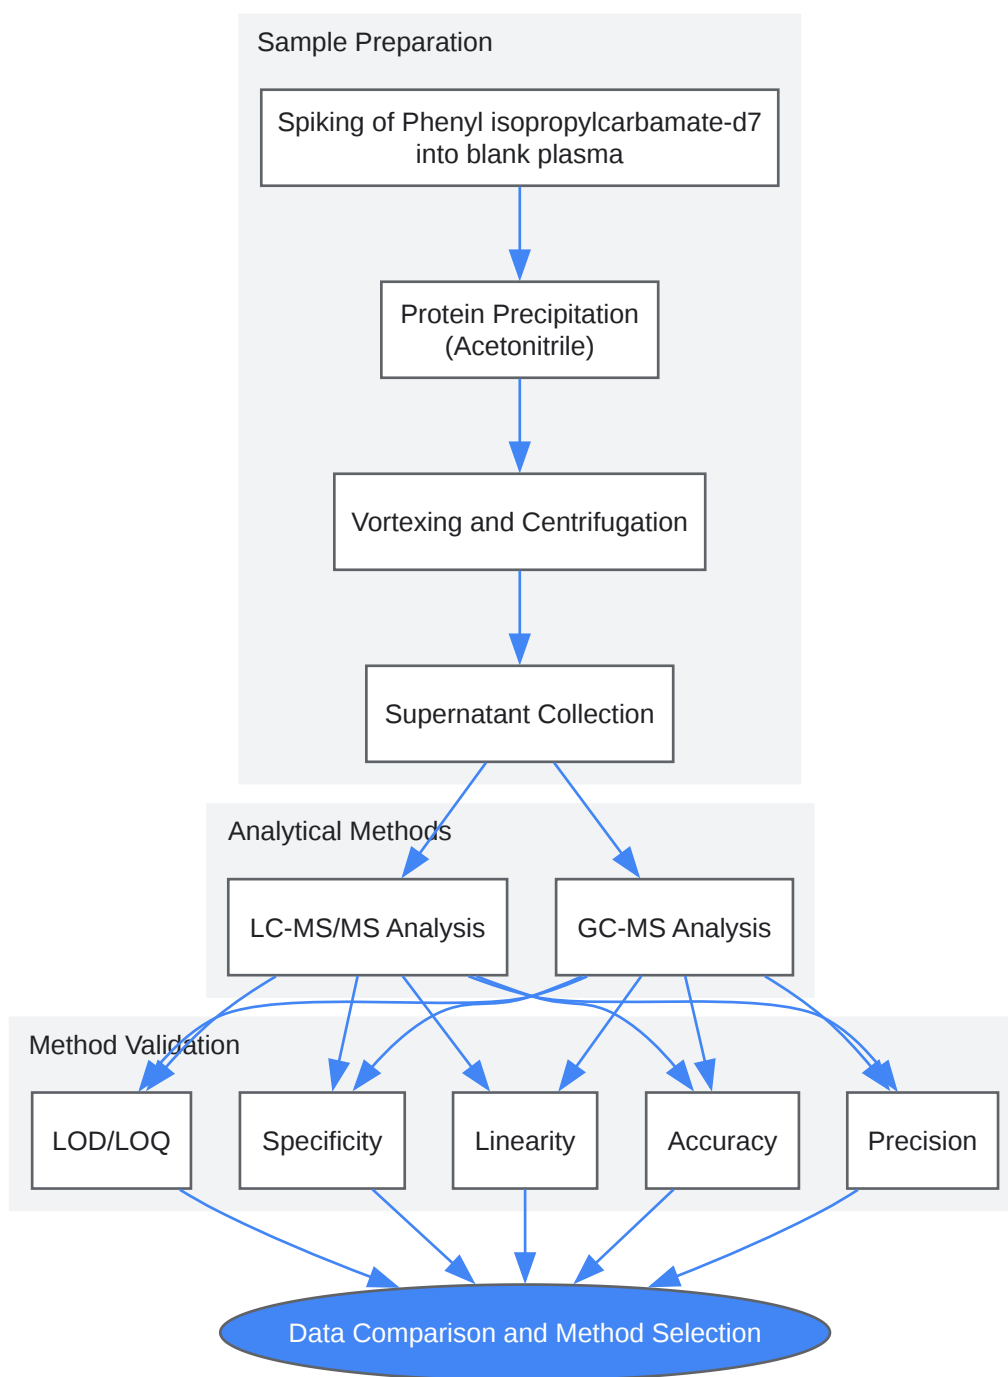 Sample Preparation
Spiking of Phenyl isopropylcarbamate-d7
into blank plasma
Protein Precipitation
(Acetonitrile)
Vortexing and Centrifugation
Supernatant Collection
Analytical Methods
LC-MS/MS Analysis
GC-MS Analysis
Method Validation
LOD/LOQ
Specificity
Linearity
Accuracy
Precision
Data Comparison and Method Selection